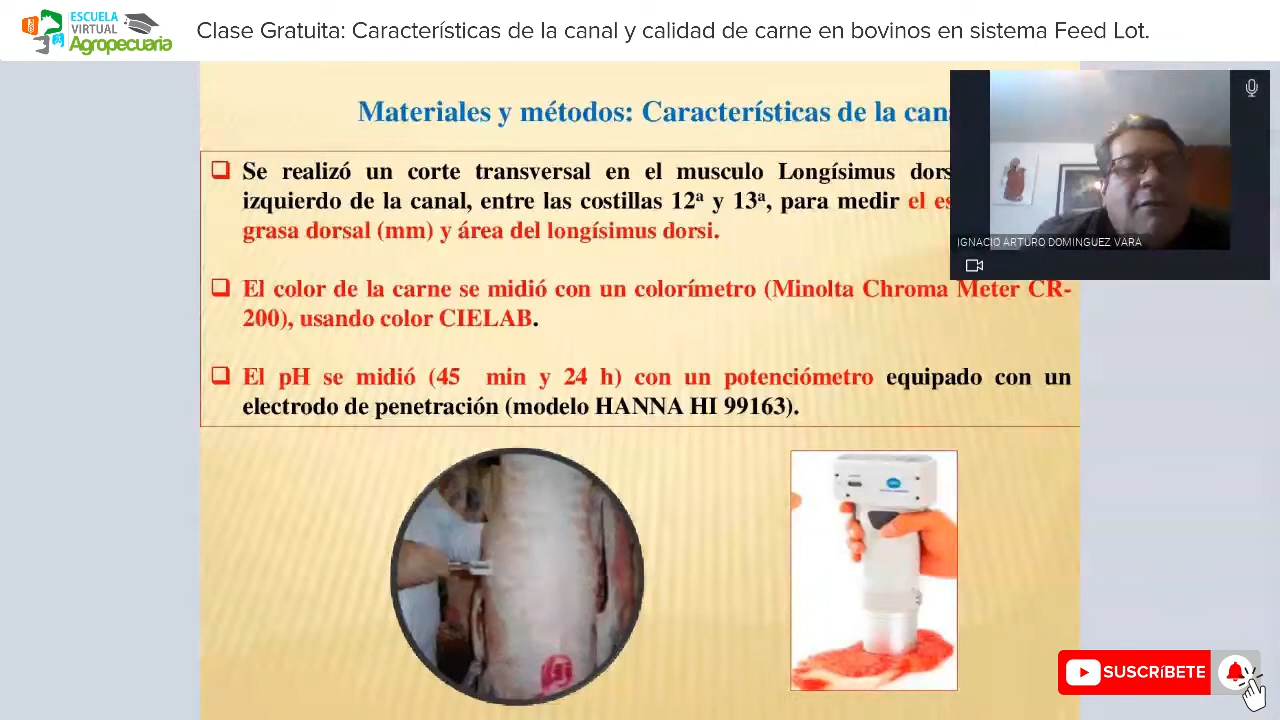 ESCUELA
VIRTUAL
Agropecuaria
Clase Gratuita: Características de la canal y calidad de carne en bovinos en sistema Feed Lot.
Materiales y métodos: Características de la can
❑ Se realizó un corte transversal en el musculo Longísimus dors
izquierdo de la canal, entre las costillas 12ª y 13ª, para medir el es
grasa dorsal (mm) y área del longísimus dorsi.
IGNACIO ARTURO DOMINGUEZ VARA
❑ El color de la carne se midió con un colorímetro (Minolta Chroma Meter CR-
200), usando color CIELAB.
❑ El pH se midió (45 min y 24 h) con un potenciómetro equipado con un
electrodo de penetración (modelo HANNA HI 99163).
SUSCRíBETE